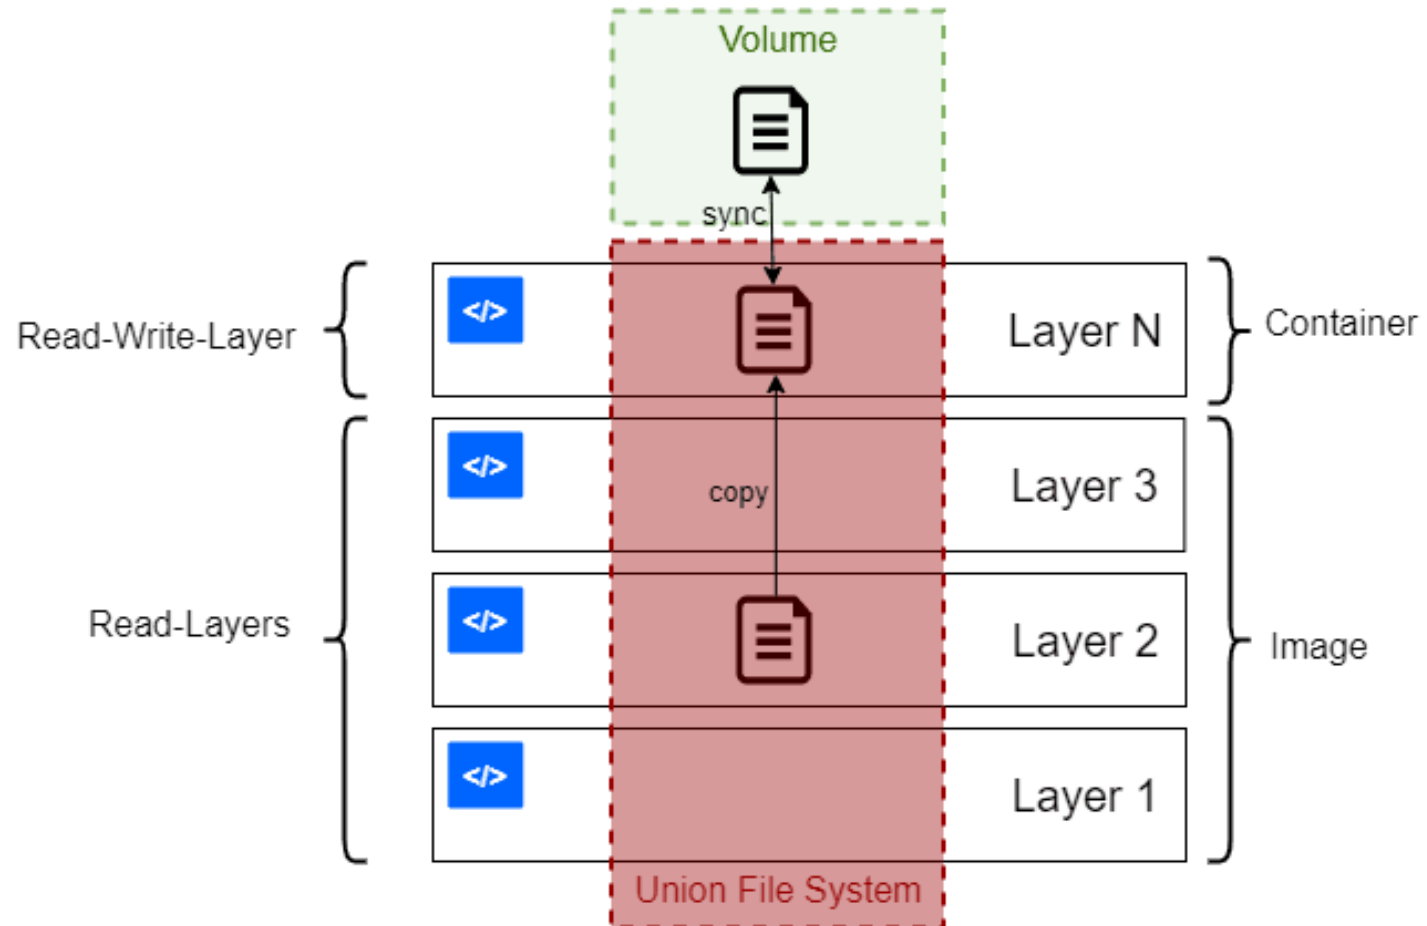 Volume
sync
</>
Layer N
Read-Write-Layer
Container
</>
Layer 3
copy
Read-Layers
</>
Layer 2
Image
</>
Layer 1
Union File System